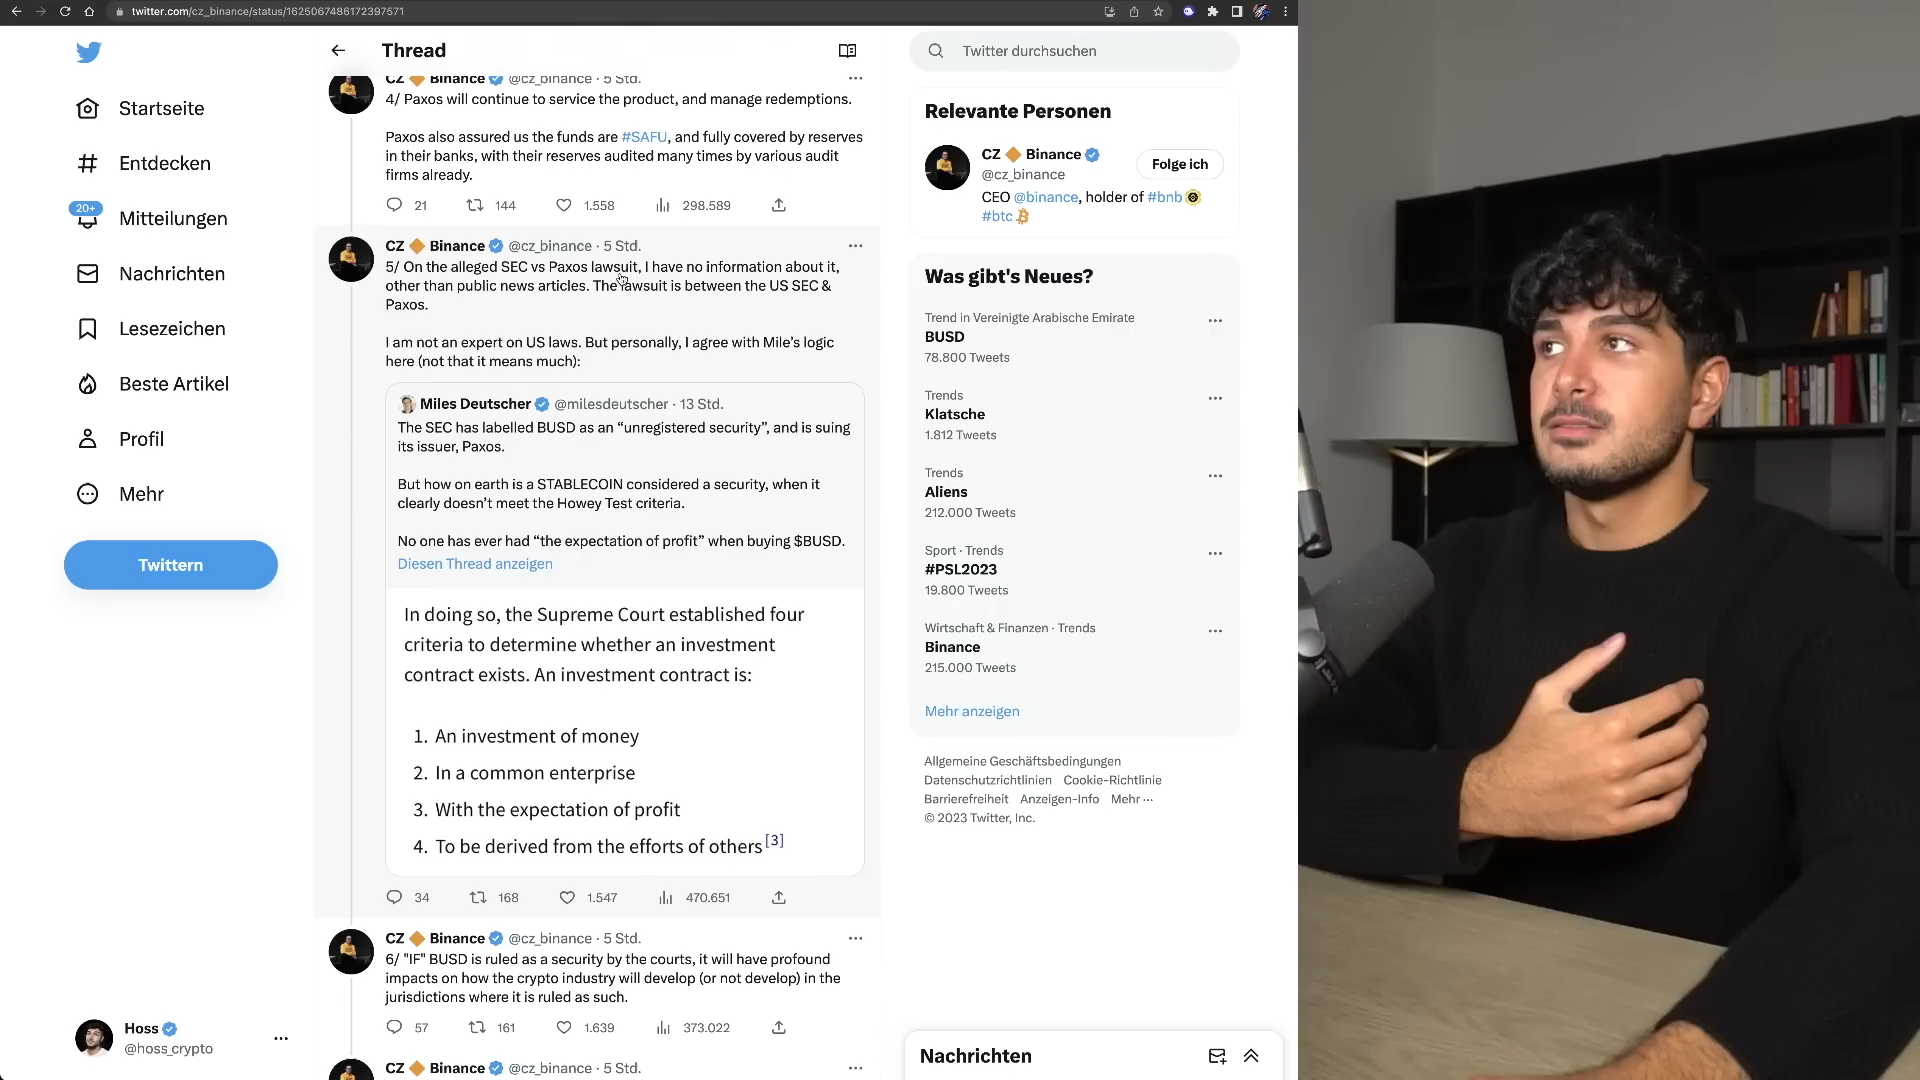 twitter.com/cz_binance/status/1625067486172397571
Startseite
Entdecken
20+
Mitteilungen
Nachrichten
Lesezeichen
Beste Artikel
Profil
Mehr
Twittern
Hoss
@hoss_crypto
Thread
CZ 🔶 Binance @cz_binance · 5 Std.
4/ Paxos will continue to service the product, and manage redemptions.
Paxos also assured us the funds are #SAFU, and fully covered by reserves
in their banks, with their reserves audited many times by various audit
firms already.
21 144 1.558 298.589
CZ 🔶 Binance @cz_binance · 5 Std.
5/ On the alleged SEC vs Paxos lawsuit, I have no information about it,
other than public news articles. The lawsuit is between the US SEC &
Paxos.
I am not an expert on US laws. But personally, I agree with Mile’s logic
here (not that it means much):
Miles Deutscher @milesdeutscher · 13 Std.
The SEC has labelled BUSD as an “unregistered security”, and is suing
its issuer, Paxos.
But how on earth is a STABLECOIN considered a security, when it
clearly doesn’t meet the Howey Test criteria.
No one has ever had “the expectation of profit” when buying $BUSD.
Diesen Thread anzeigen
In doing so, the Supreme Court established four
criteria to determine whether an investment
contract exists. An investment contract is:
1. An investment of money
2. In a common enterprise
3. With the expectation of profit
4. To be derived from the efforts of others [3]
34 168 1.547 470.651
CZ 🔶 Binance @cz_binance · 5 Std.
6/ "IF" BUSD is ruled as a security by the courts, it will have profound
impacts on how the crypto industry will develop (or not develop) in the
jurisdictions where it is ruled as such.
57 161 1.639 373.022
CZ 🔶 Binance @cz_binance · 5 Std.
Twitter durchsuchen
Relevante Personen
CZ 🔶 Binance
@cz_binance
Folge ich
CEO @binance, holder of #bnb
#btc
Was gibt's Neues?
Trend in Vereinigte Arabische Emirate
BUSD
78.800 Tweets
Trends
Klatsche
1.812 Tweets
Trends
Aliens
212.000 Tweets
Sport · Trends
#PSL2023
19.800 Tweets
Wirtschaft & Finanzen · Trends
Binance
215.000 Tweets
Mehr anzeigen
Allgemeine Geschäftsbedingungen
Datenschutzrichtlinien Cookie-Richtlinie
Barrierefreiheit Anzeigen-Info Mehr ···
© 2023 Twitter, Inc.
Nachrichten